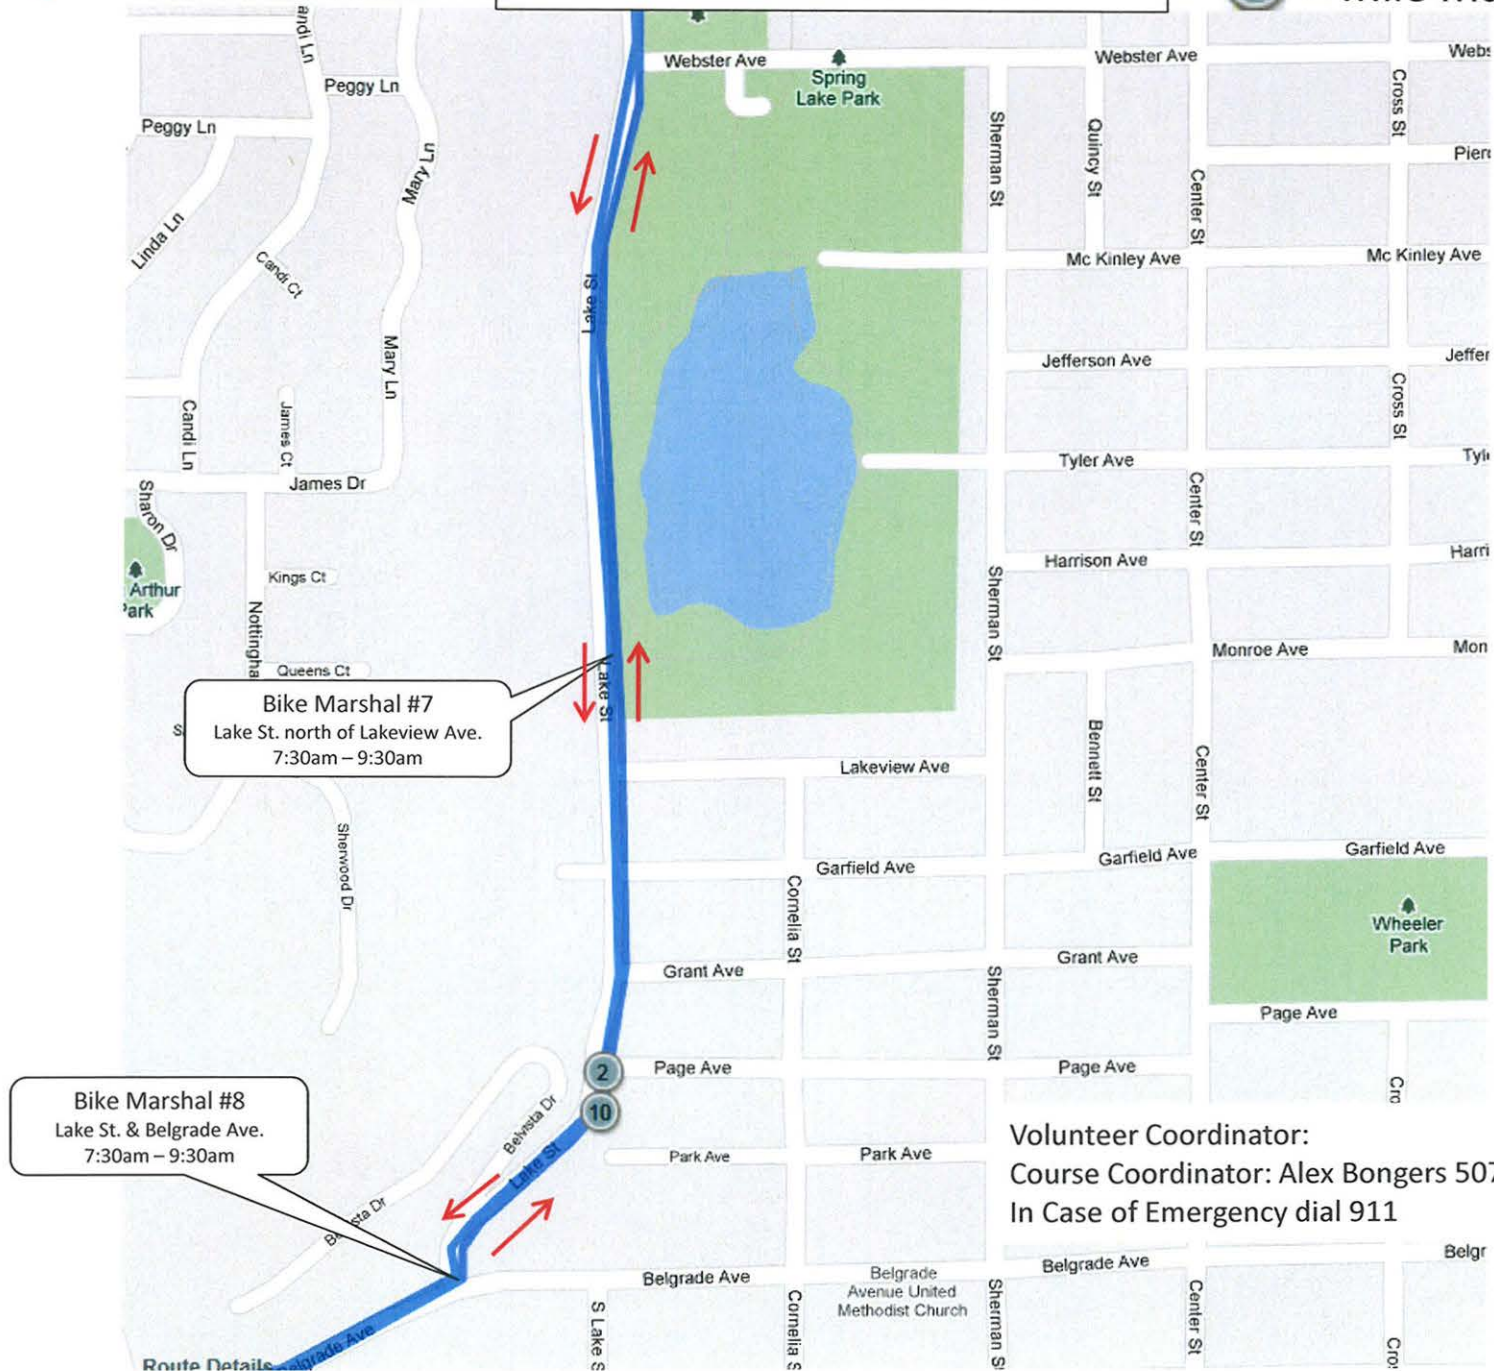 Webster Ave
Webster Ave
Spring
Lake Park
Peggy Ln
Peggy Ln
Mary Ln
Linda Ln
Candi Ct
Sherman St
Quincy St
Center St
Cross St
Mc Kinley Ave
Mc Kinley Ave
Lake St
Mary Ln
Jefferson Ave
Candi Ln
James Ct
Cross St
James Dr
Tyler Ave
Sharon Dr
Center St
Harrison Ave
Kings Ct
Arthur
Park
Sherman St
Monroe Ave
Queens Ct
Lake St
Bike Marshal #7
Lake St. north of Lakeview Ave.
7:30am – 9:30am
Bennett St
Center St
Lakeview Ave
Garfield Ave
Garfield Ave
Garfield Ave
Sherwood Dr
Cornelia St
Wheeler
Park
Grant Ave
Grant Ave
Sherman St
Page Ave
2
Page Ave
Page Ave
10
Bike Marshal #8
Lake St. & Belgrade Ave.
7:30am – 9:30am
Belvista Dr
Lake St
Park Ave
Park Ave
Volunteer Coordinator:
Course Coordinator: Alex Bongers 507
In Case of Emergency dial 911
Belgrade Ave
Belgrade Ave
Belgrade
Avenue United
Methodist Church
S Lake S
Cornelia S
Sherman S
Center St
Route Details